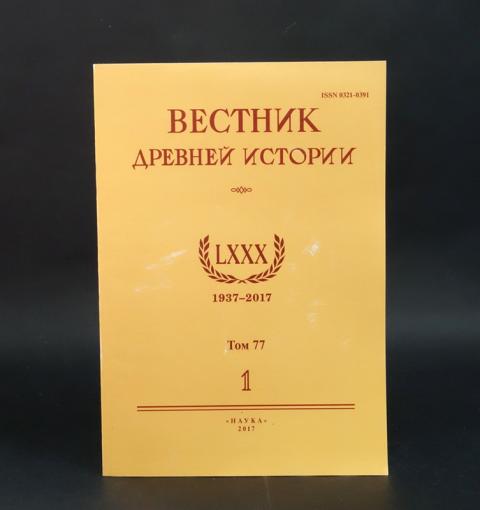 ISSN 0321-0391
ВЕСТНИК
ДРЕВНЕЙ ИСТОРИИ
LXXX
1937–2017
Том 77
1
«НАУКА»
2017